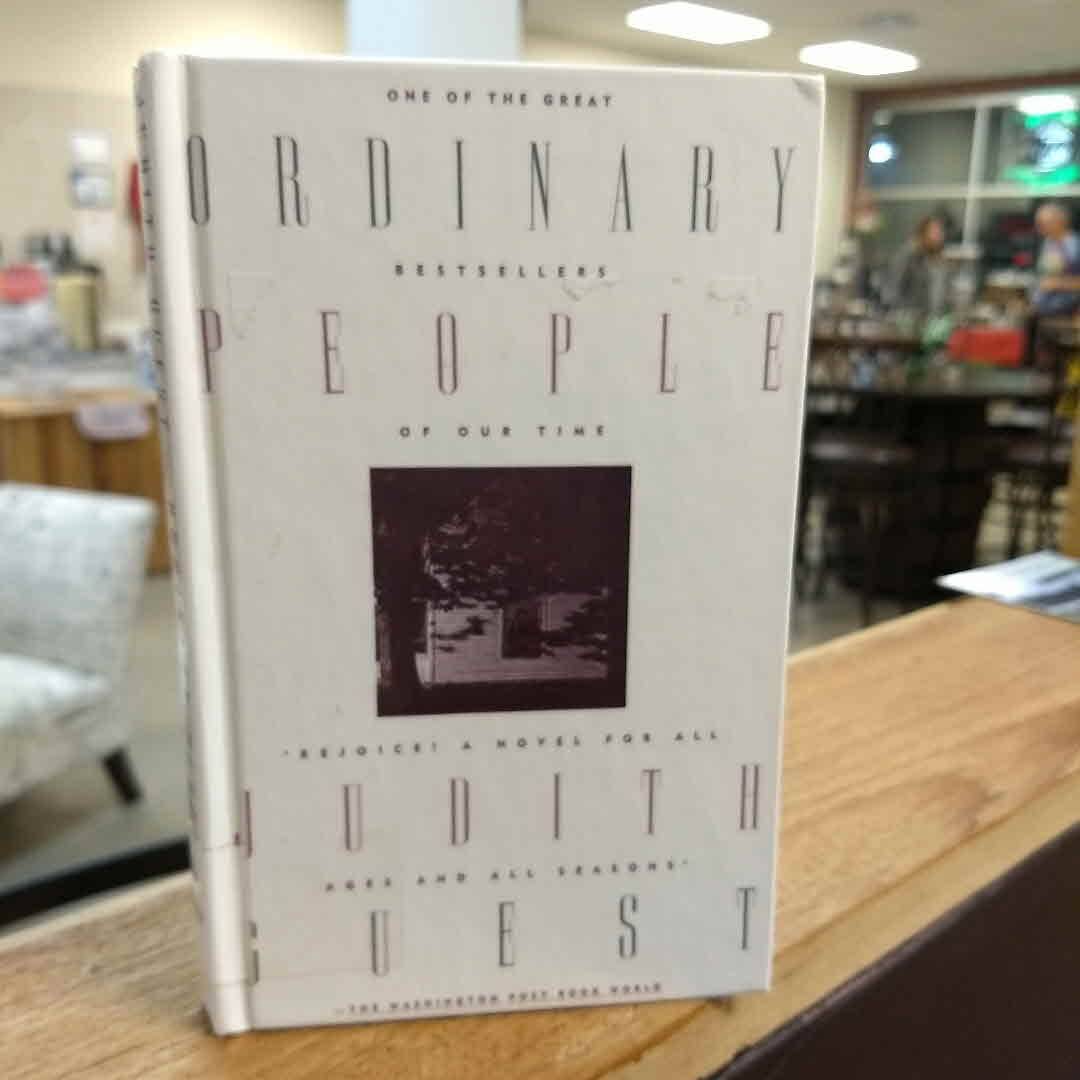 ONE OF THE GREAT
ORDINARY
BESTSELLERS
PEOPLE
OF OUR TIME
"REJOICE! A NOVEL FOR ALL
JUDITH
AGES AND ALL SEASONS"
GUEST
—THE WASHINGTON POST BOOK WORLD